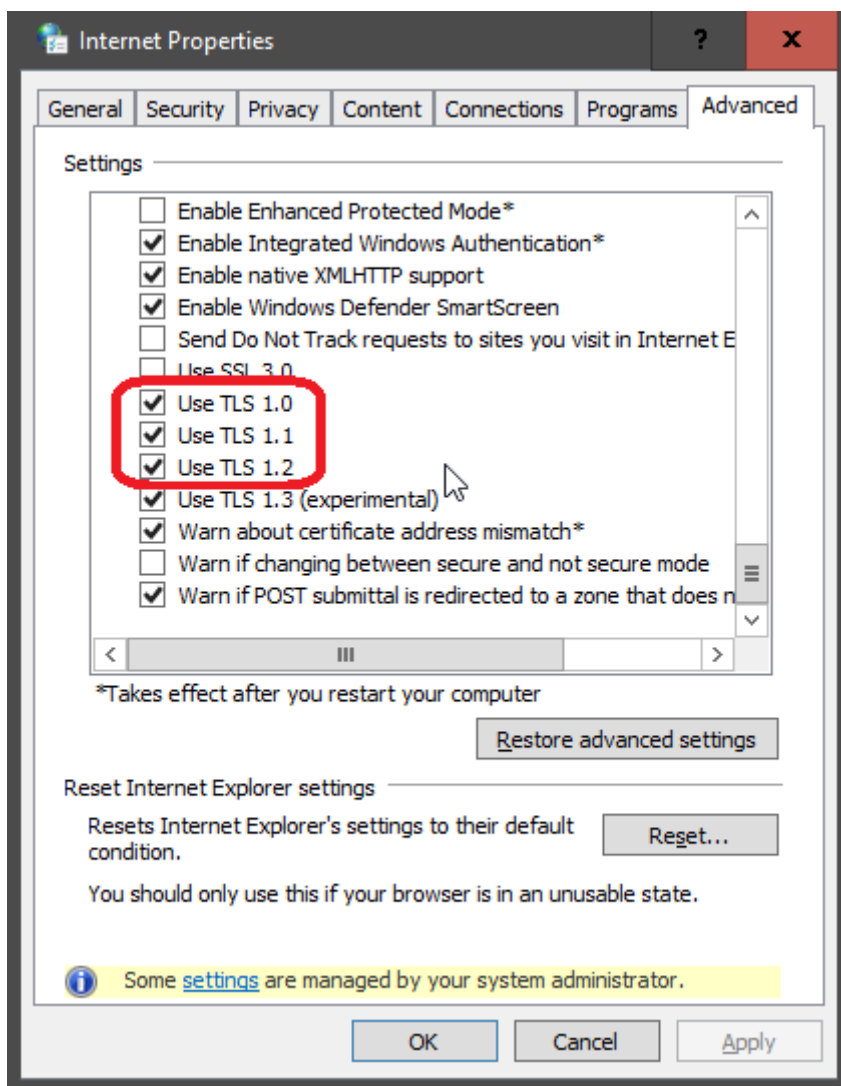 Internet Properties
?
x
General Security Privacy Content Connections Programs Advanced
Settings
Enable Enhanced Protected Mode*
Enable Integrated Windows Authentication*
Enable native XMLHTTP support
Enable Windows Defender SmartScreen
Send Do Not Track requests to sites you visit in Internet E
Use SSL 3.0
Use TLS 1.0
Use TLS 1.1
Use TLS 1.2
Use TLS 1.3 (experimental)
Warn about certificate address mismatch*
Warn if changing between secure and not secure mode
Warn if POST submittal is redirected to a zone that does n
*Takes effect after you restart your computer
Restore advanced settings
Reset Internet Explorer settings
Resets Internet Explorer's settings to their default
condition.
Reset...
You should only use this if your browser is in an unusable state.
Some settings are managed by your system administrator.
OK Cancel Apply